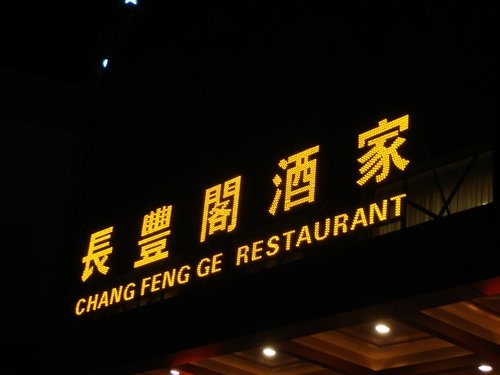 長豐閣酒家
CHANG FENG GE RESTAURANT